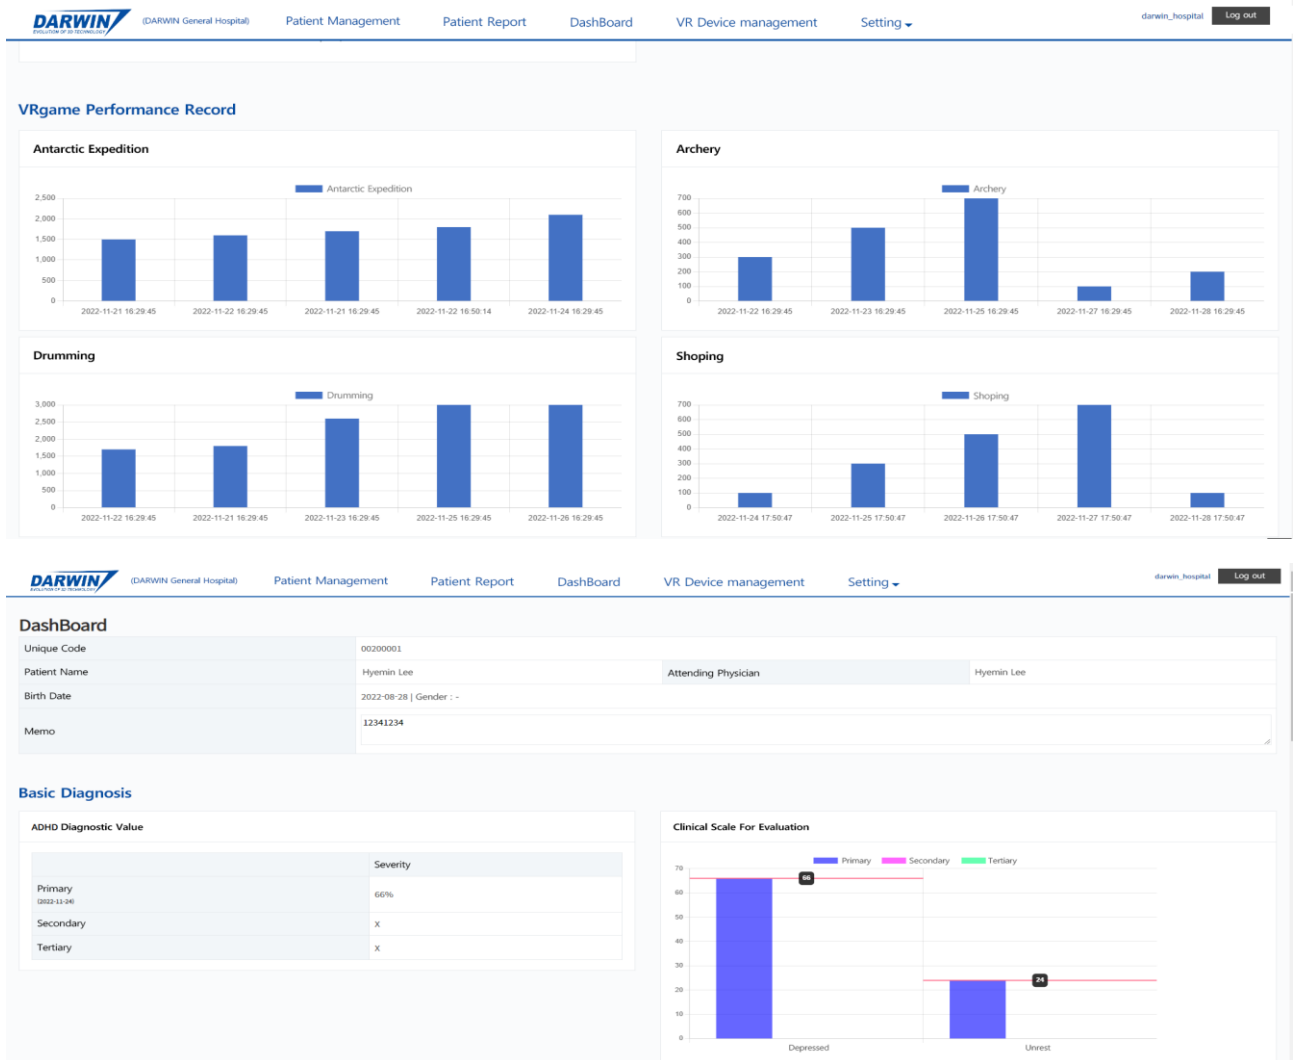 DARWIN
EVOLUTION OF 3D TECHNOLOGY
(DARWIN General Hospital)
Patient Management
Patient Report
DashBoard
VR Device management
Setting
darwin_hospital
Log out
VRgame Performance Record
Antarctic Expedition
Antarctic Expedition
2,500
2,000
1,500
1,000
500
0
2022-11-21 16:29:45 2022-11-22 16:29:45 2022-11-21 16:29:45 2022-11-22 16:50:14 2022-11-24 16:29:45
Archery
Archery
700
600
500
400
300
200
100
0
2022-11-22 16:29:45 2022-11-23 16:29:45 2022-11-25 16:29:45 2022-11-27 16:29:45 2022-11-28 16:29:45
Drumming
Drumming
3,000
2,500
2,000
1,500
1,000
500
0
2022-11-22 16:29:45 2022-11-21 16:29:45 2022-11-23 16:29:45 2022-11-25 16:29:45 2022-11-26 16:29:45
Shoping
Shoping
700
600
500
400
300
200
100
0
2022-11-24 17:50:47 2022-11-25 17:50:47 2022-11-26 17:50:47 2022-11-27 17:50:47 2022-11-28 17:50:47
DARWIN
EVOLUTION OF 3D TECHNOLOGY
(DARWIN General Hospital)
Patient Management
Patient Report
DashBoard
VR Device management
Setting
darwin_hospital
Log out
DashBoard
Unique Code 00200001
Patient Name Hyemin Lee Attending Physician Hyemin Lee
Birth Date 2022-08-28 | Gender : -
Memo 12341234
Basic Diagnosis
ADHD Diagnostic Value
Severity
Primary 66%
(2022-11-24)
Secondary X
Tertiary X
Clinical Scale For Evaluation
Primary Secondary Tertiary
70
60
50
40
30
20
10
0
66
24
Depressed Unrest